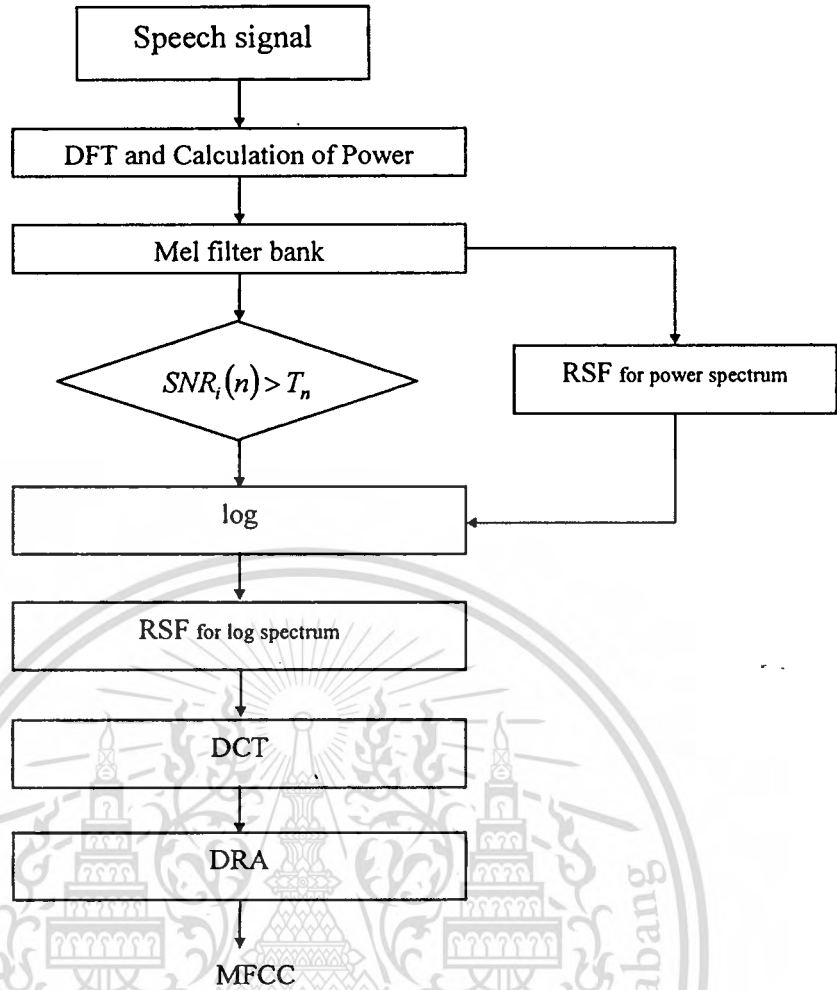 Speech signal
DFT and Calculation of Power
Mel filter bank
SNR_i(n) > T_n
RSF for power spectrum
log
RSF for log spectrum
DCT
DRA
MFCC
abang